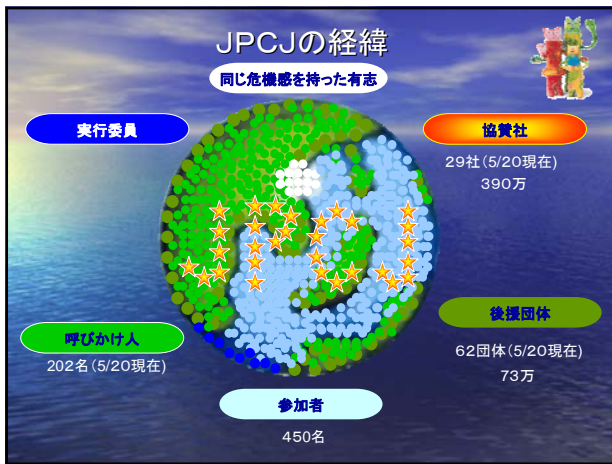 JPCJの経緯
同じ危機感を持った有志
実行委員
協賛社
29社(5/20現在)
390万
呼びかけ人
202名(5/20現在)
後援団体
62団体(5/20現在)
73万
参加者
450名
JPCJ